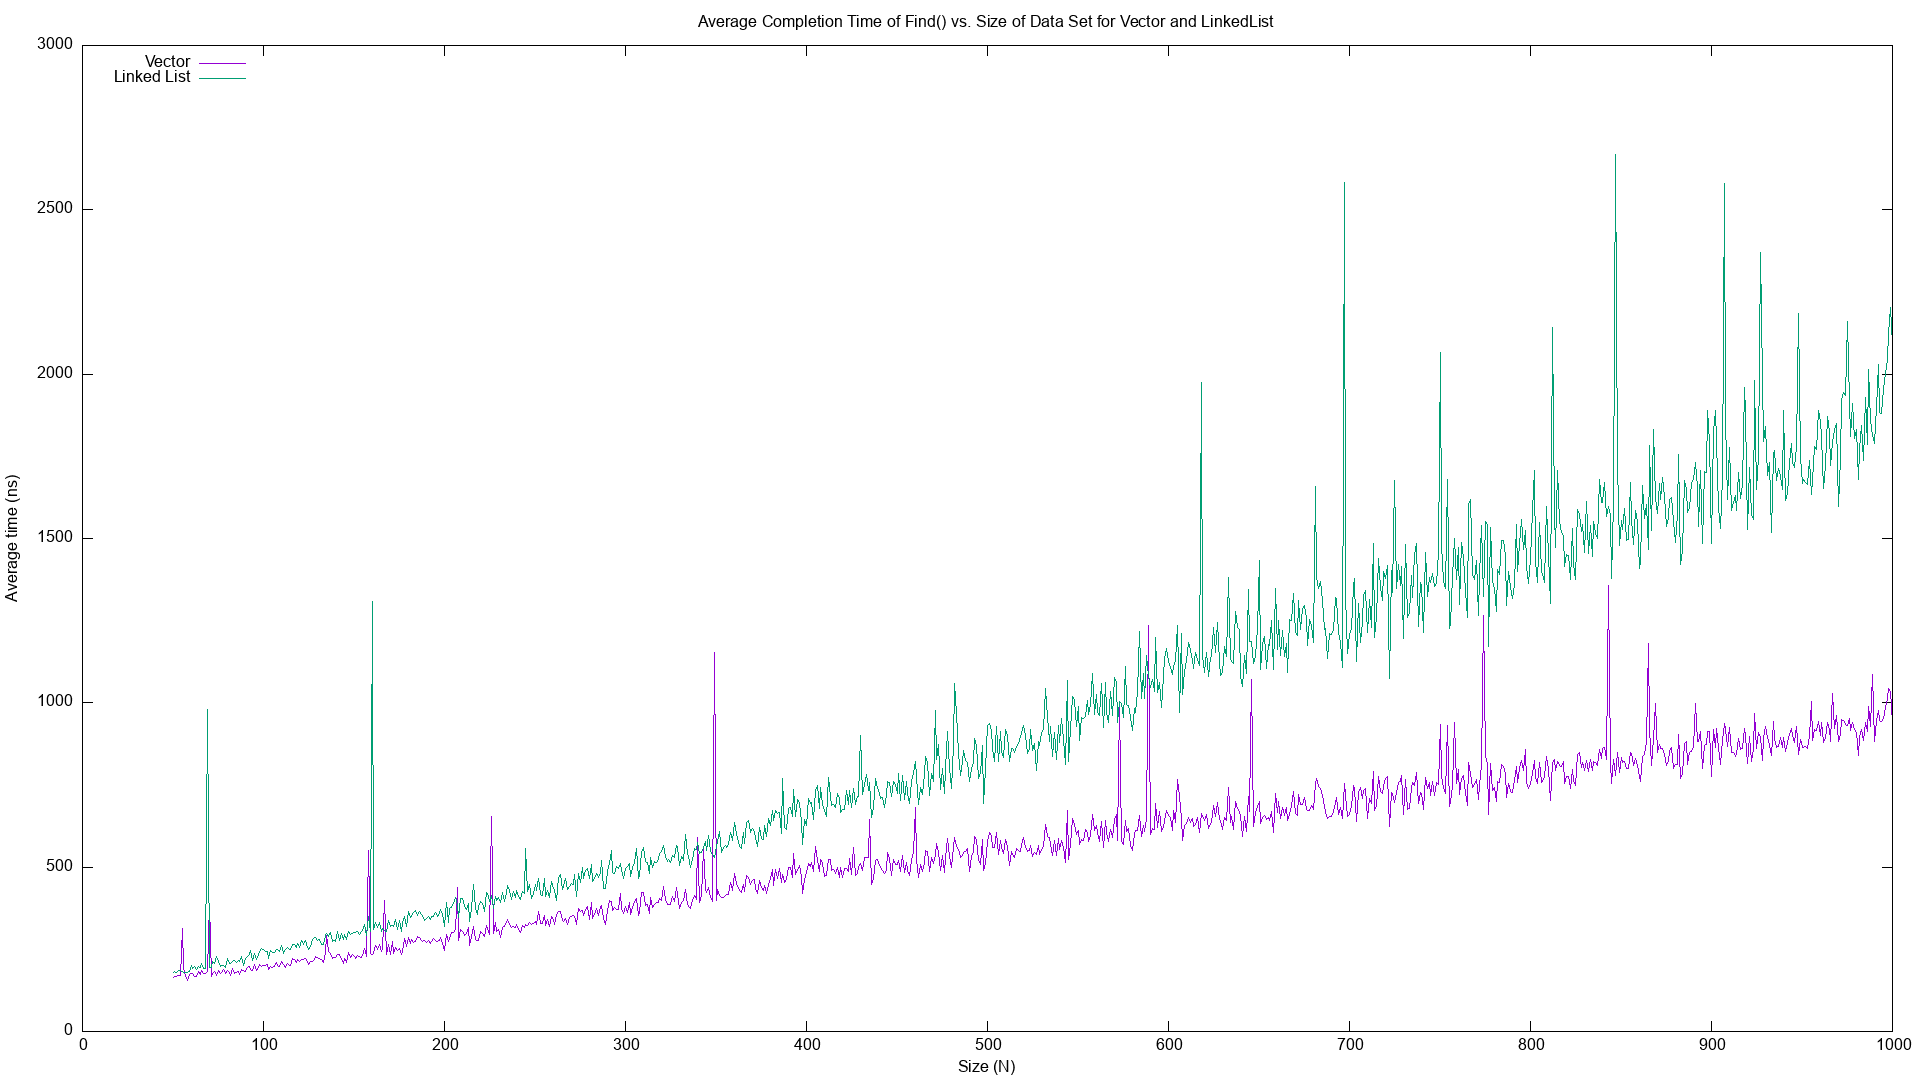 Average Completion Time of Find() vs. Size of Data Set for Vector and LinkedList
3000
2500
2000
1500
1000
500
0
Average time (ns)
Vector
Linked List
0 100 200 300 400 500 600 700 800 900 1000
Size (N)